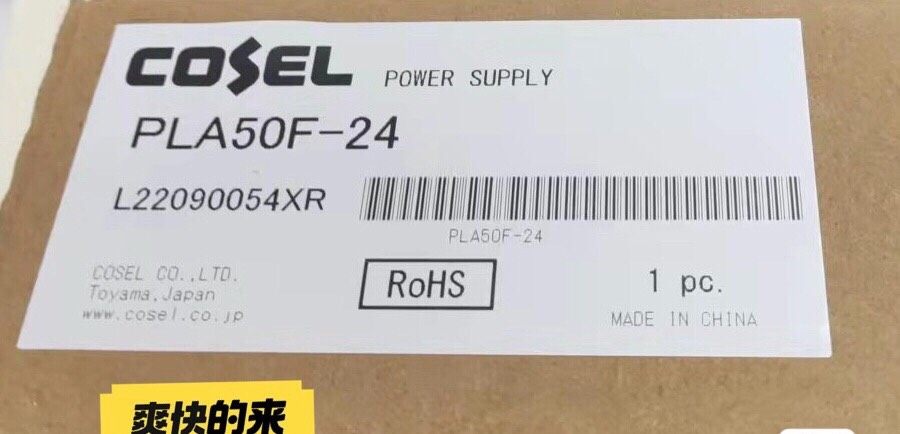 COSEL POWER SUPPLY
PLA50F-24
L22090054XR
PLA50F-24
COSEL CO.,LTD.
Toyama,Japan
www.cosel.co.jp
RoHS
1 pc.
MADE IN CHINA
爽快的来